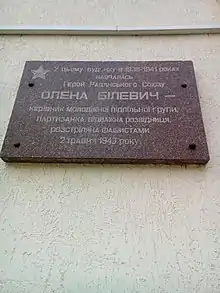 У цьому будинку в 1938-1941 роках
навчалась
Герой Радянського Союзу
ОЛЕНА БІЛЕВИЧ –
керівник молодіжної підпільної групи,
партизанка відважна розвідниця,
розстріляна фашистами
2 травня 1943 року.